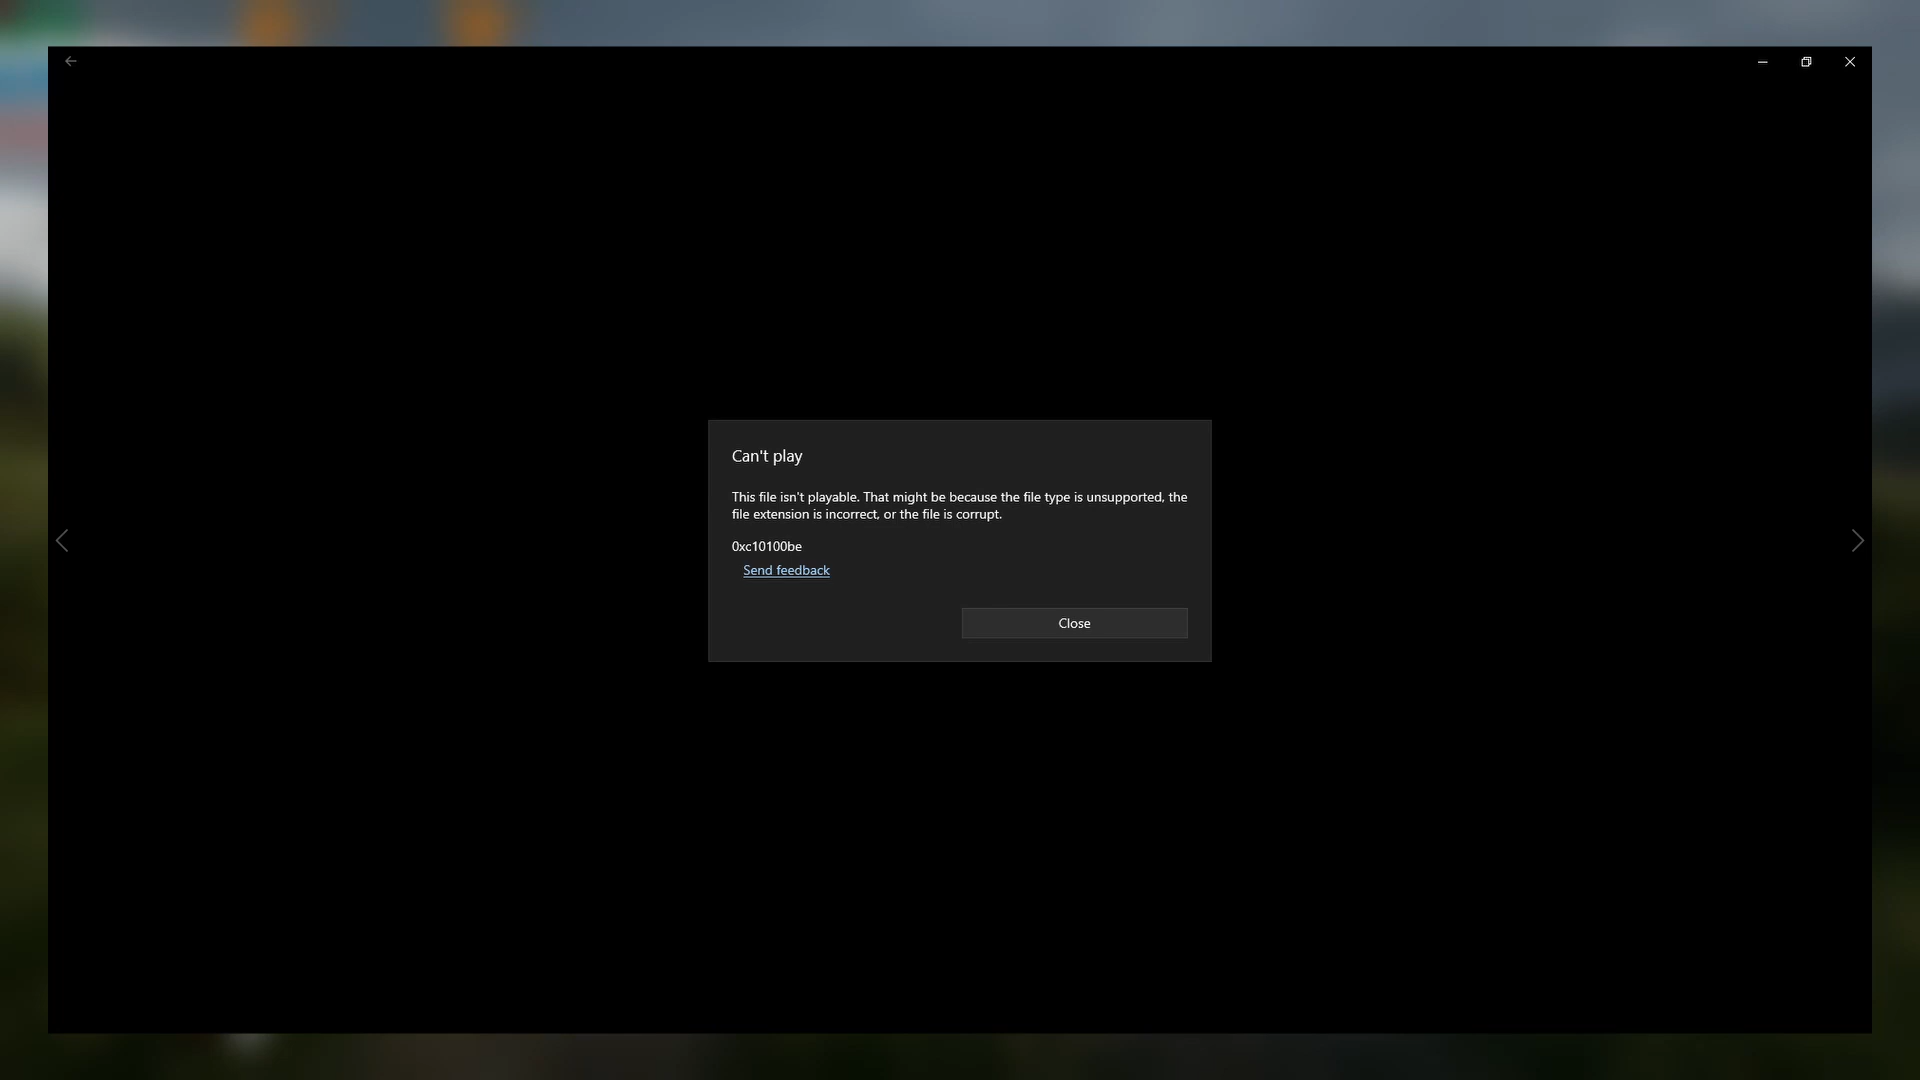 Can't play
This file isn't playable. That might be because the file type is unsupported, the
file extension is incorrect, or the file is corrupt.
0xc10100be
Send feedback
Close